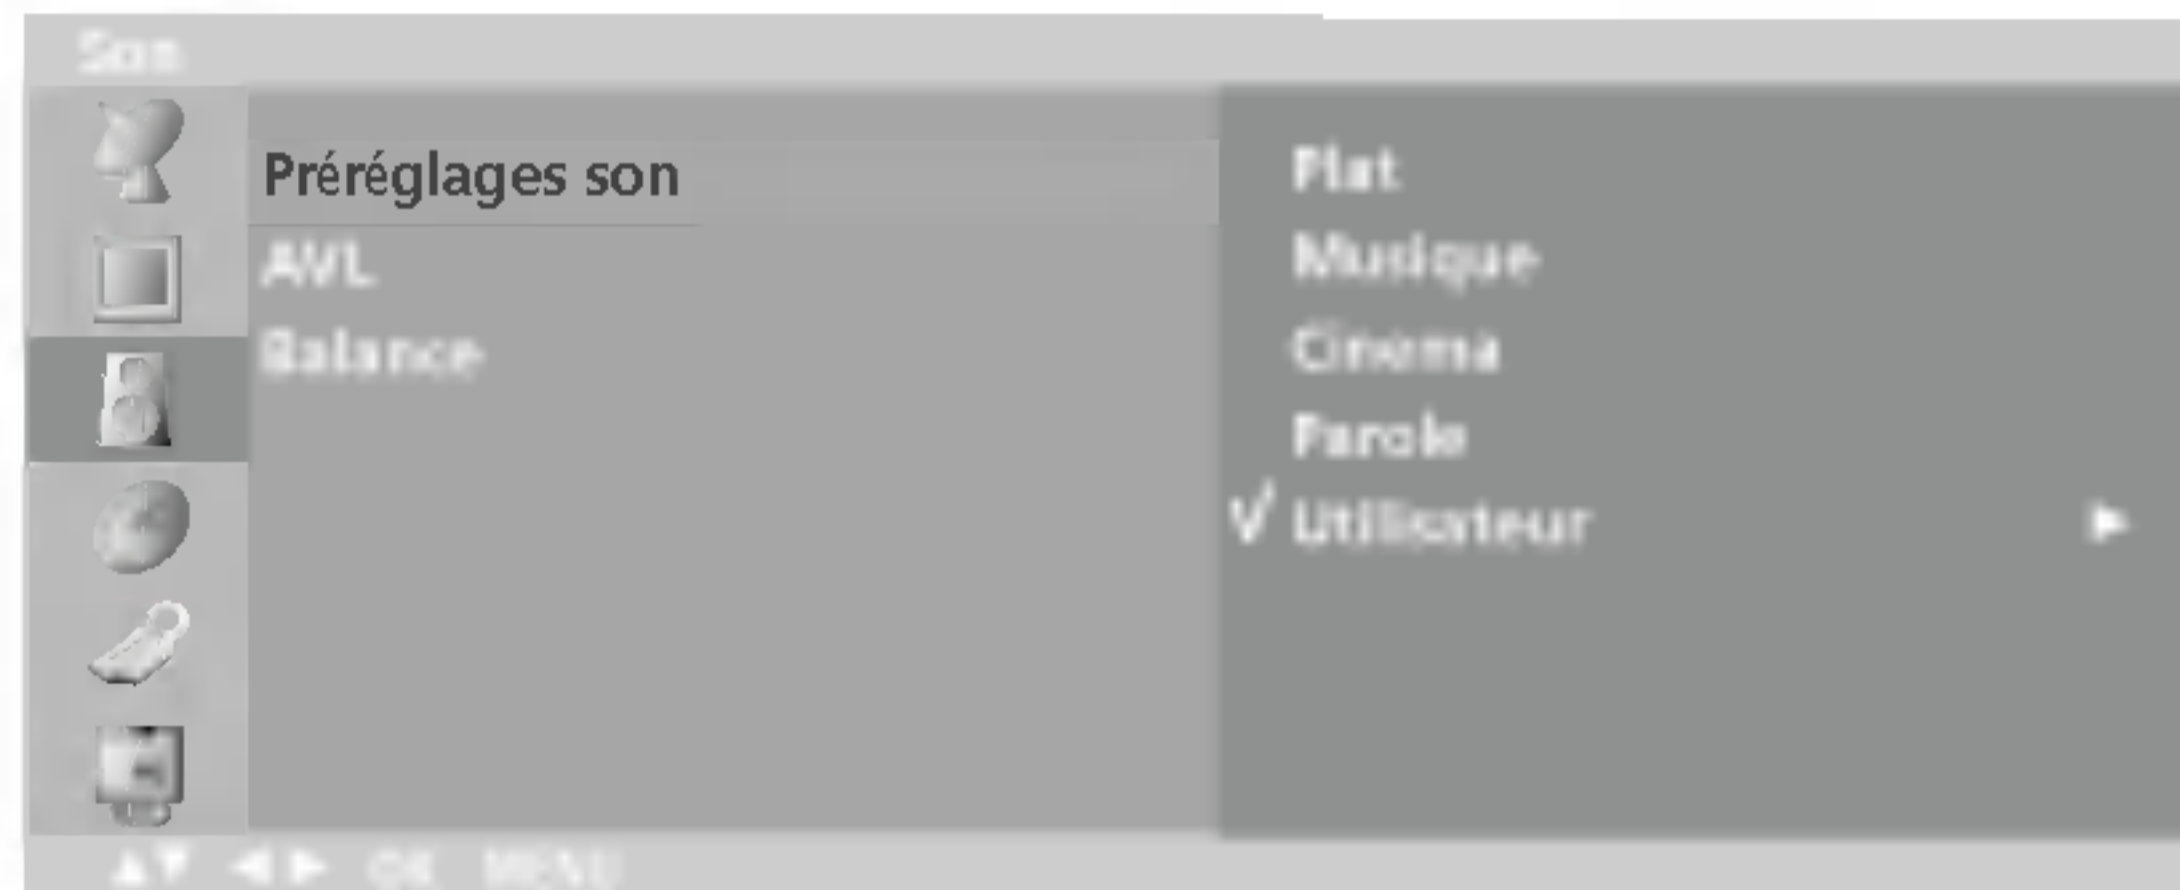 Son
Préréglages son
AVL
Balance
Plat
Musique
Cinema
Parole
√ Utilisateur ►
▲▼ ◄► OK MENU